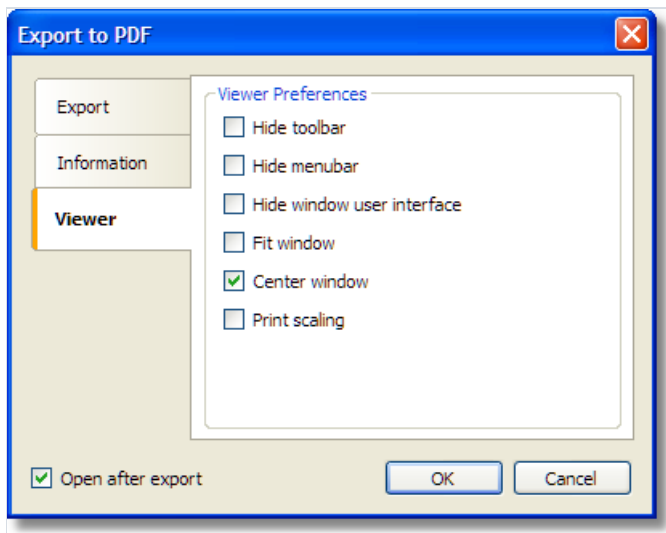 Export to PDF
Export
Information
Viewer
Viewer Preferences
Hide toolbar
Hide menubar
Hide window user interface
Fit window
Center window
Print scaling
Open after export
OK
Cancel